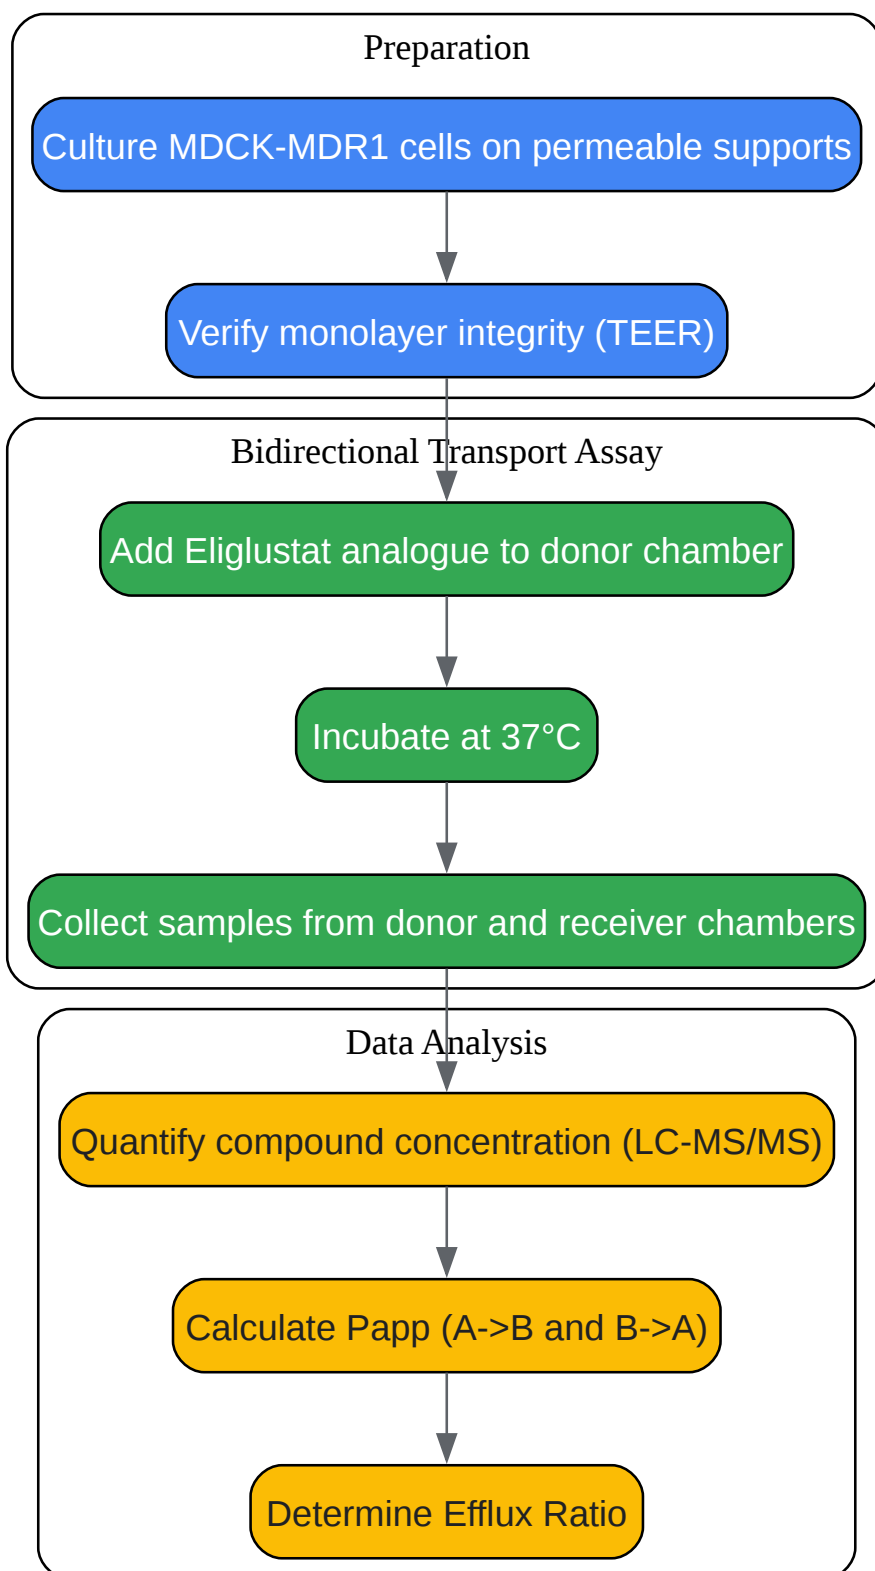 Preparation
Culture MDCK-MDR1 cells on permeable supports
Verify monolayer integrity (TEER)
Bidirectional Transport Assay
Add Eliglustat analogue to donor chamber
Incubate at 37°C
Collect samples from donor and receiver chambers
Data Analysis
Quantify compound concentration (LC-MS/MS)
Calculate Papp (A->B and B->A)
Determine Efflux Ratio